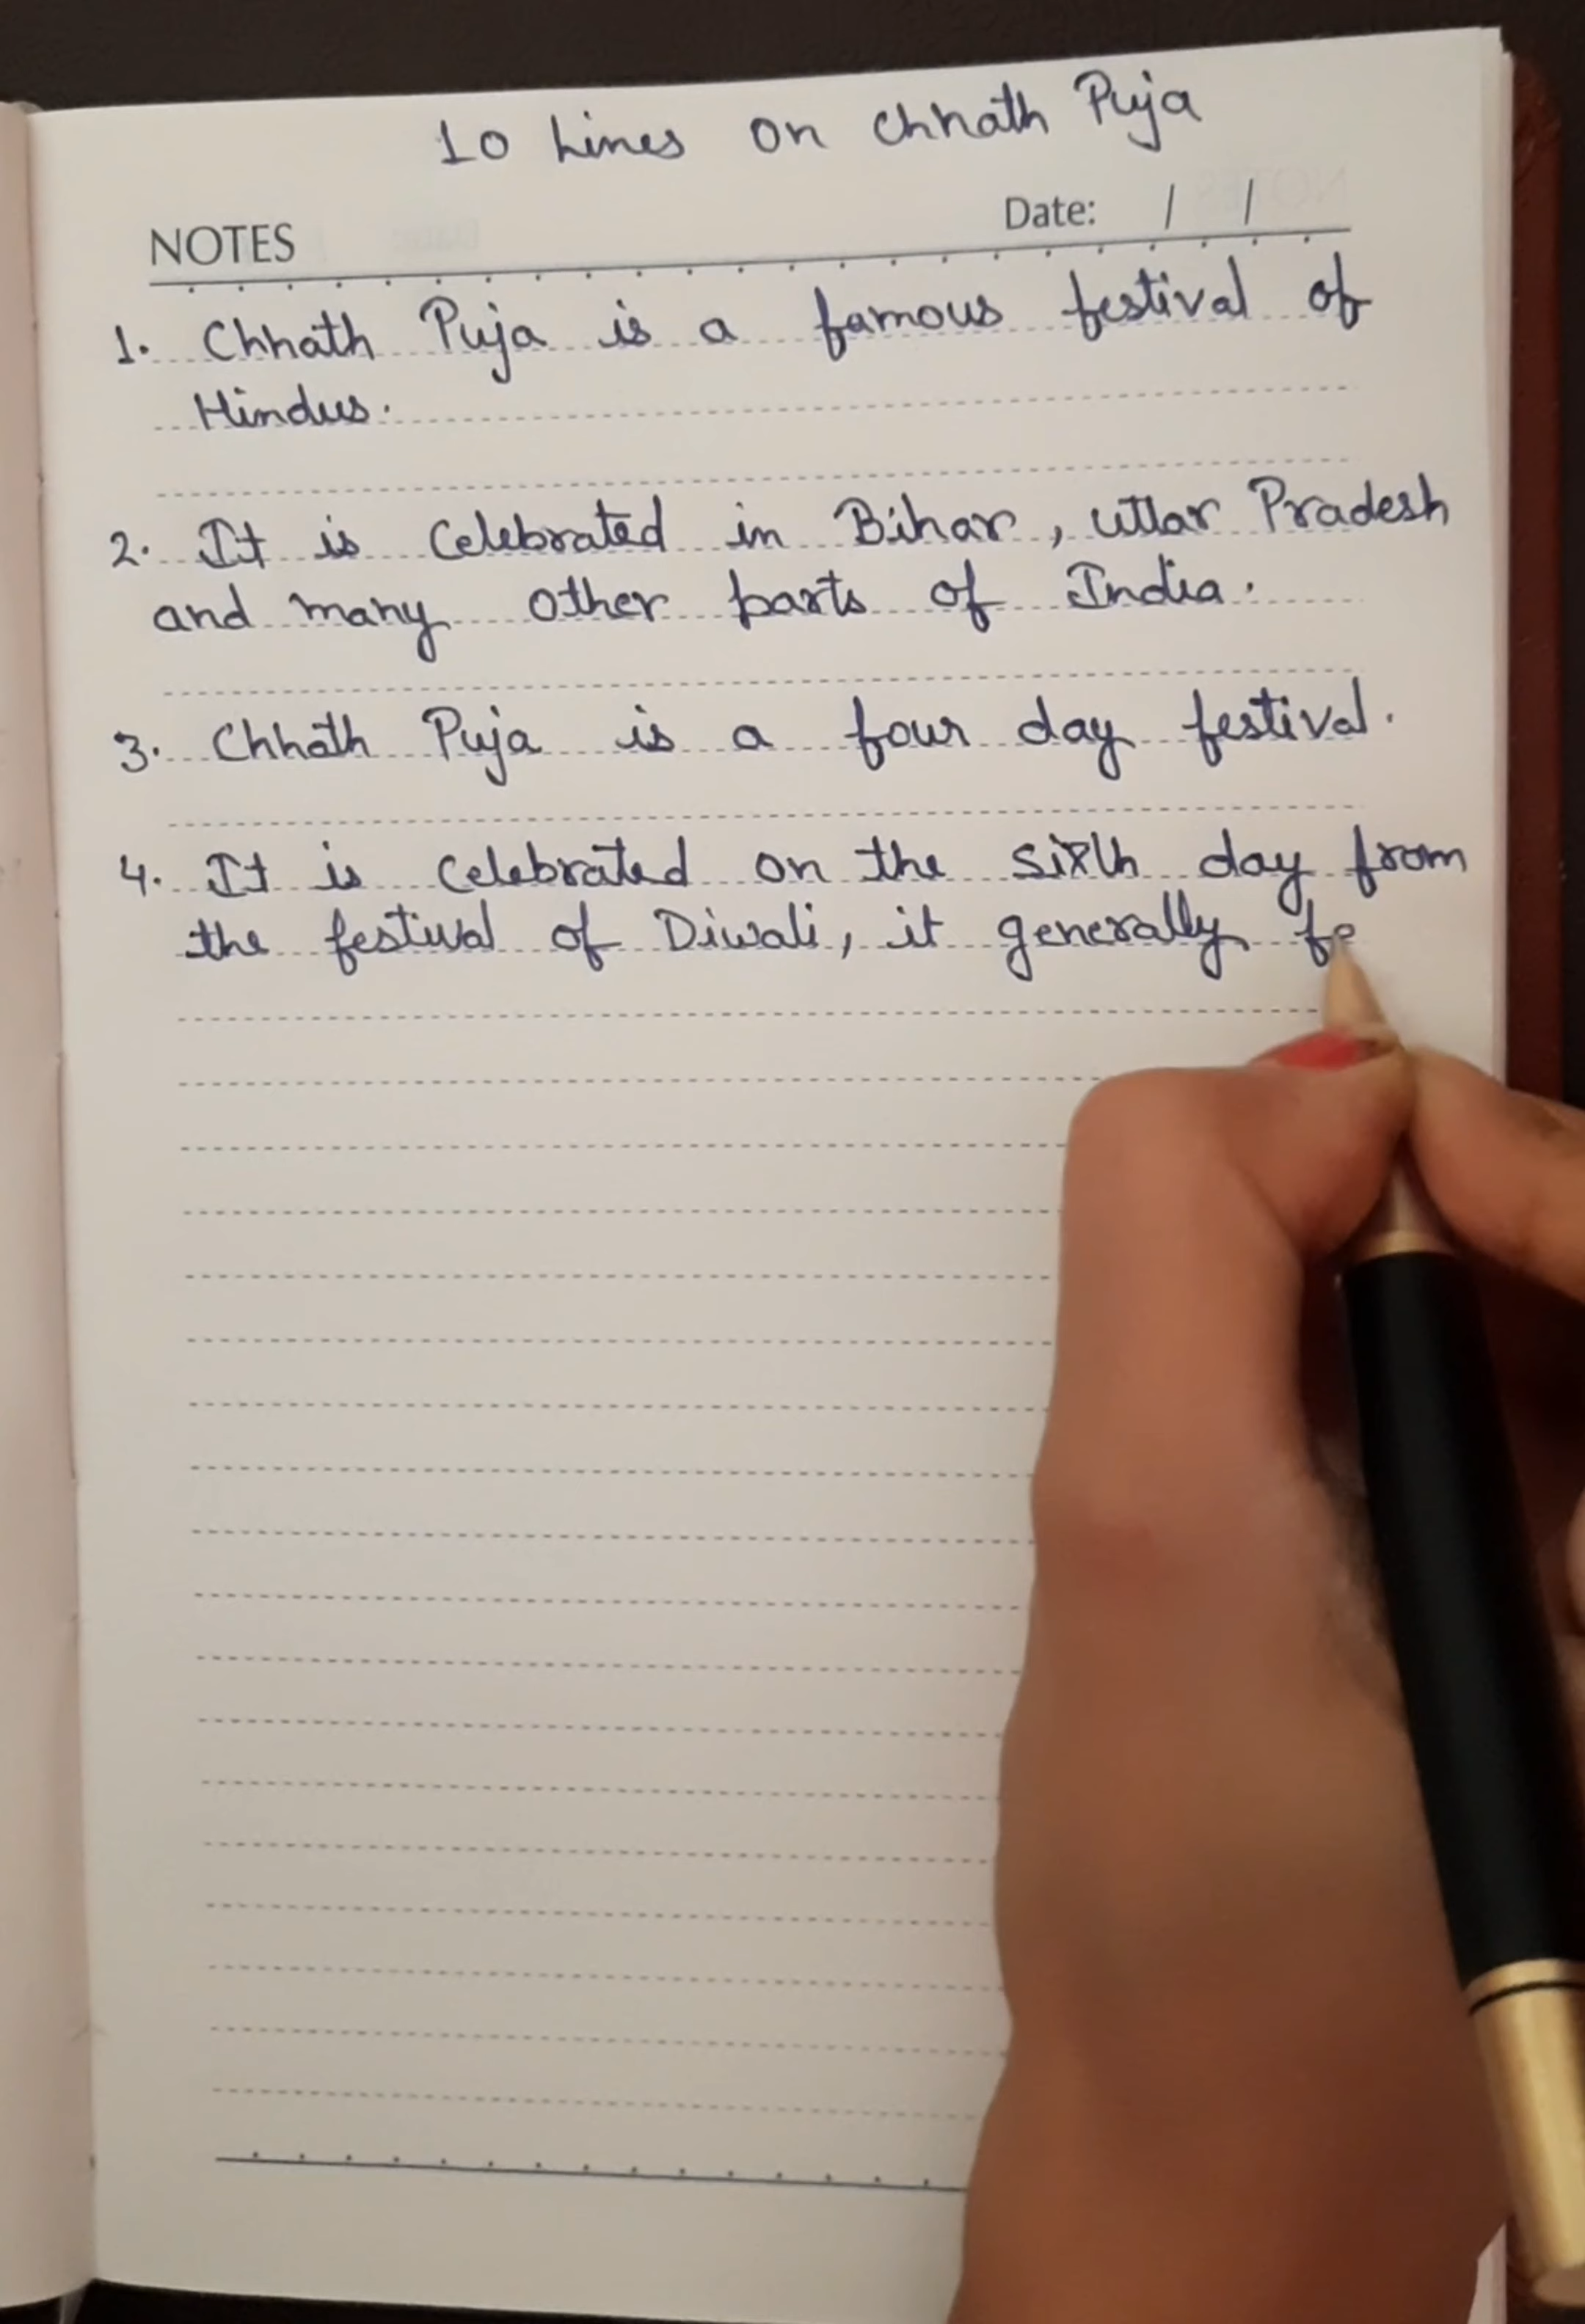 10 Lines on Chhath Puja
NOTES Date: / /
1. Chhath Puja is a famous festival of
Hindus.
2. It is Celebrated in Bihar, Uttar Pradesh
and many other parts of India.
3. Chhath Puja is a four day festival.
4. It is Celebrated on the sixth day from
the festival of Diwali, it generally